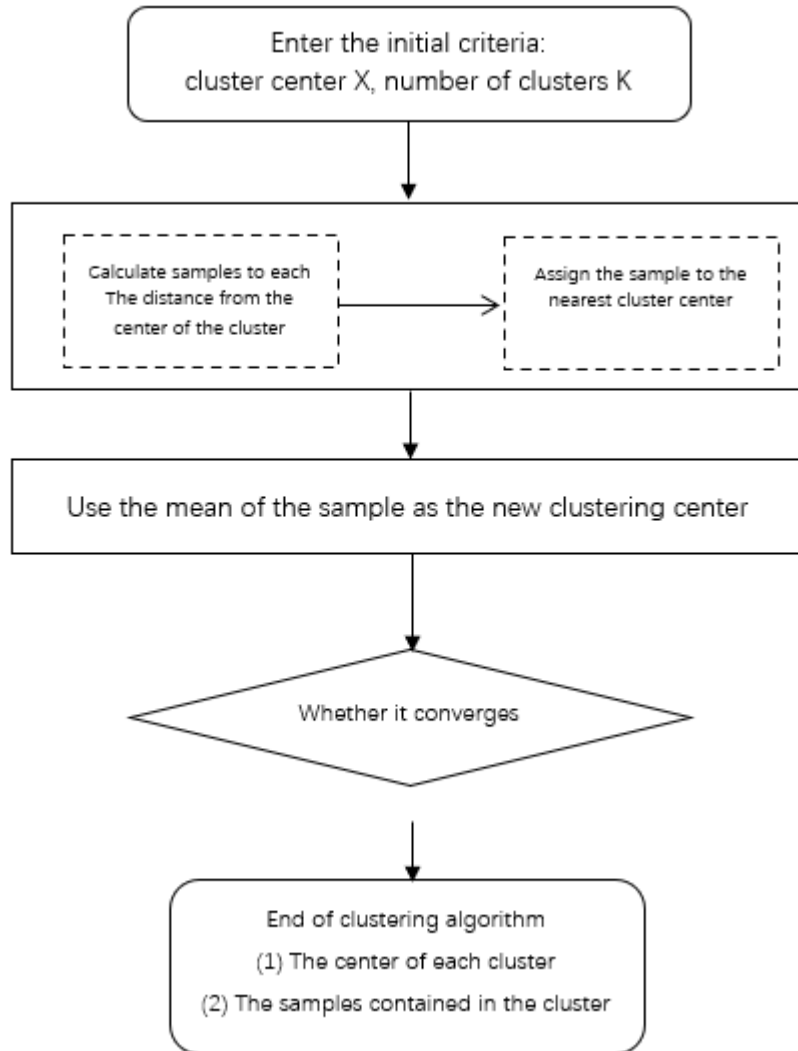 Enter the initial criteria:
cluster center X, number of clusters K
Calculate samples to each
The distance from the
center of the cluster
Assign the sample to the
nearest cluster center
Use the mean of the sample as the new clustering center
Whether it converges
End of clustering algorithm
(1) The center of each cluster
(2) The samples contained in the cluster